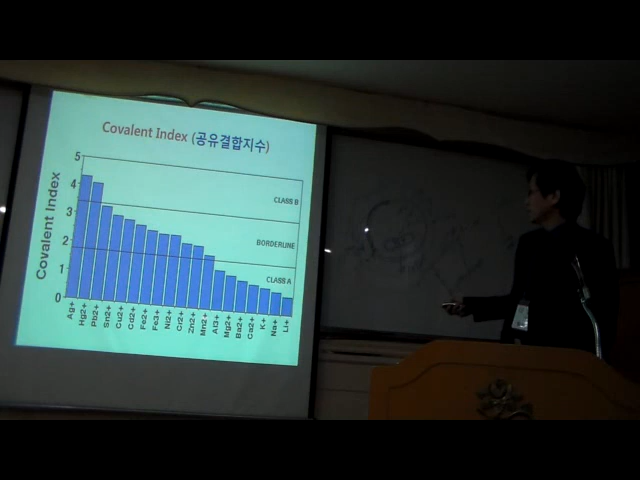 Covalent Index (공유결합지수)
5
4
3
2
1
0
Covalent Index
CLASS B
BORDERLINE
CLASS A
Ag+
Hg2+
Pb2+
Sn2+
Cu2+
Cd2+
Fe2+
Fe3+
Ni2+
Cr2+
Zn2+
Mn2+
Al3+
Mg2+
Ba2+
Ca2+
K+
Na+
Li+